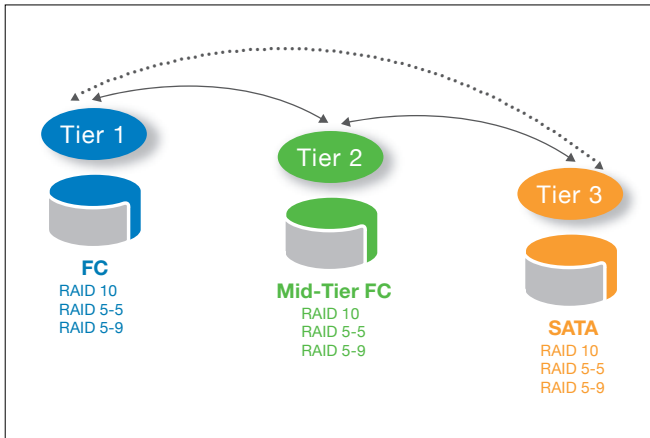 Tier 1
FC
RAID 10
RAID 5-5
RAID 5-9
Tier 2
Mid-Tier FC
RAID 10
RAID 5-5
RAID 5-9
Tier 3
SATA
RAID 10
RAID 5-5
RAID 5-9